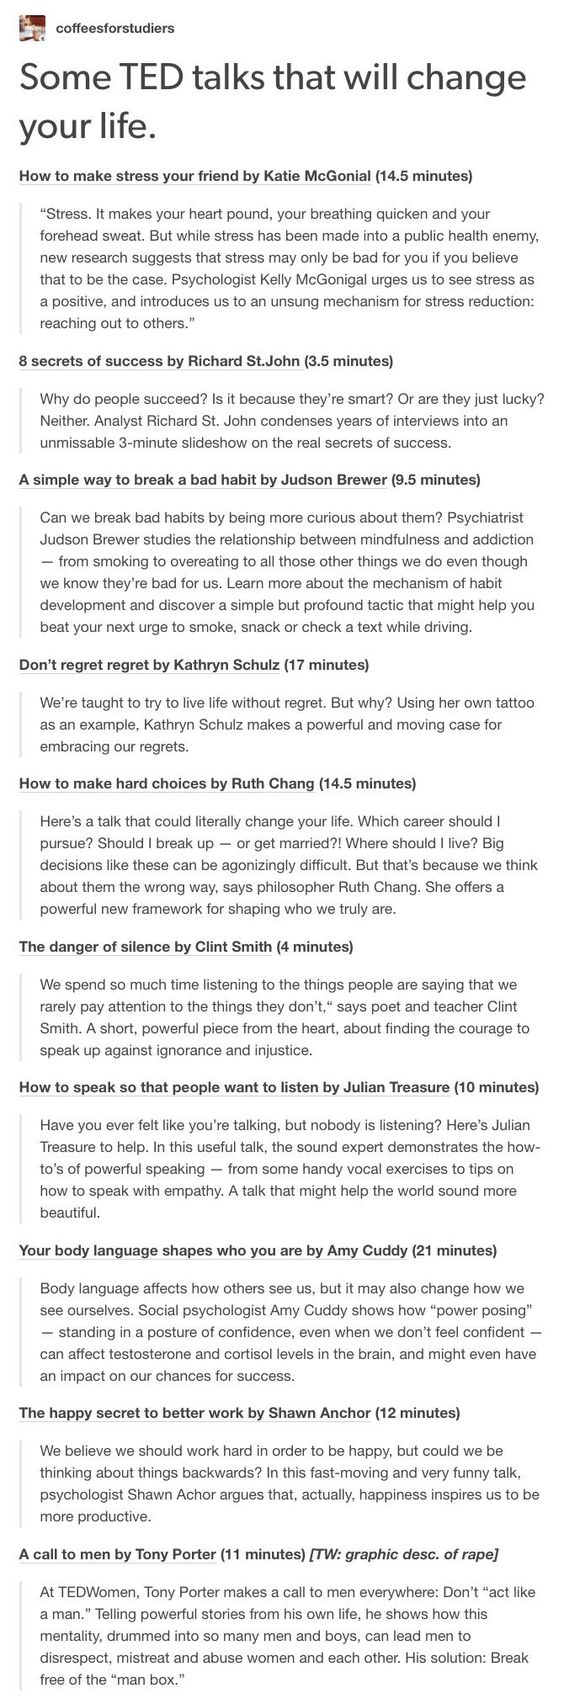 coffeesforstudiers
Some TED talks that will change
your life.
How to make stress your friend by Katie McGonial (14.5 minutes)
“Stress. It makes your heart pound, your breathing quicken and your
forehead sweat. But while stress has been made into a public health enemy,
new research suggests that stress may only be bad for you if you believe
that to be the case. Psychologist Kelly McGonigal urges us to see stress as
a positive, and introduces us to an unsung mechanism for stress reduction:
reaching out to others.”
8 secrets of success by Richard St.John (3.5 minutes)
Why do people succeed? Is it because they’re smart? Or are they just lucky?
Neither. Analyst Richard St. John condenses years of interviews into an
unmissable 3-minute slideshow on the real secrets of success.
A simple way to break a bad habit by Judson Brewer (9.5 minutes)
Can we break bad habits by being more curious about them? Psychiatrist
Judson Brewer studies the relationship between mindfulness and addiction
— from smoking to overeating to all those other things we do even though
we know they’re bad for us. Learn more about the mechanism of habit
development and discover a simple but profound tactic that might help you
beat your next urge to smoke, snack or check a text while driving.
Don’t regret regret by Kathryn Schulz (17 minutes)
We’re taught to try to live life without regret. But why? Using her own tattoo
as an example, Kathryn Schulz makes a powerful and moving case for
embracing our regrets.
How to make hard choices by Ruth Chang (14.5 minutes)
Here’s a talk that could literally change your life. Which career should I
pursue? Should I break up — or get married?! Where should I live? Big
decisions like these can be agonizingly difficult. But that’s because we think
about them the wrong way, says philosopher Ruth Chang. She offers a
powerful new framework for shaping who we truly are.
The danger of silence by Clint Smith (4 minutes)
We spend so much time listening to the things people are saying that we
rarely pay attention to the things they don’t,“ says poet and teacher Clint
Smith. A short, powerful piece from the heart, about finding the courage to
speak up against ignorance and injustice.
How to speak so that people want to listen by Julian Treasure (10 minutes)
Have you ever felt like you’re talking, but nobody is listening? Here’s Julian
Treasure to help. In this useful talk, the sound expert demonstrates the how-
to’s of powerful speaking — from some handy vocal exercises to tips on
how to speak with empathy. A talk that might help the world sound more
beautiful.
Your body language shapes who you are by Amy Cuddy (21 minutes)
Body language affects how others see us, but it may also change how we
see ourselves. Social psychologist Amy Cuddy shows how “power posing”
— standing in a posture of confidence, even when we don’t feel confident —
can affect testosterone and cortisol levels in the brain, and might even have
an impact on our chances for success.
The happy secret to better work by Shawn Anchor (12 minutes)
We believe we should work hard in order to be happy, but could we be
thinking about things backwards? In this fast-moving and very funny talk,
psychologist Shawn Achor argues that, actually, happiness inspires us to be
more productive.
A call to men by Tony Porter (11 minutes) [TW: graphic desc. of rape]
At TEDWomen, Tony Porter makes a call to men everywhere: Don’t “act like
a man.” Telling powerful stories from his own life, he shows how this
mentality, drummed into so many men and boys, can lead men to
disrespect, mistreat and abuse women and each other. His solution: Break
free of the “man box.”